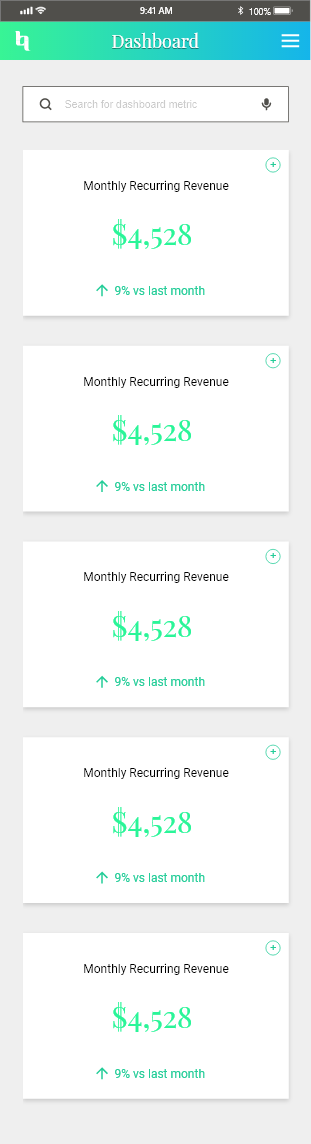 9:41 AM 100%
Dashboard
Search for dashboard metric
Monthly Recurring Revenue
$4,528
9% vs last month
Monthly Recurring Revenue
$4,528
9% vs last month
Monthly Recurring Revenue
$4,528
9% vs last month
Monthly Recurring Revenue
$4,528
9% vs last month
Monthly Recurring Revenue
$4,528
9% vs last month